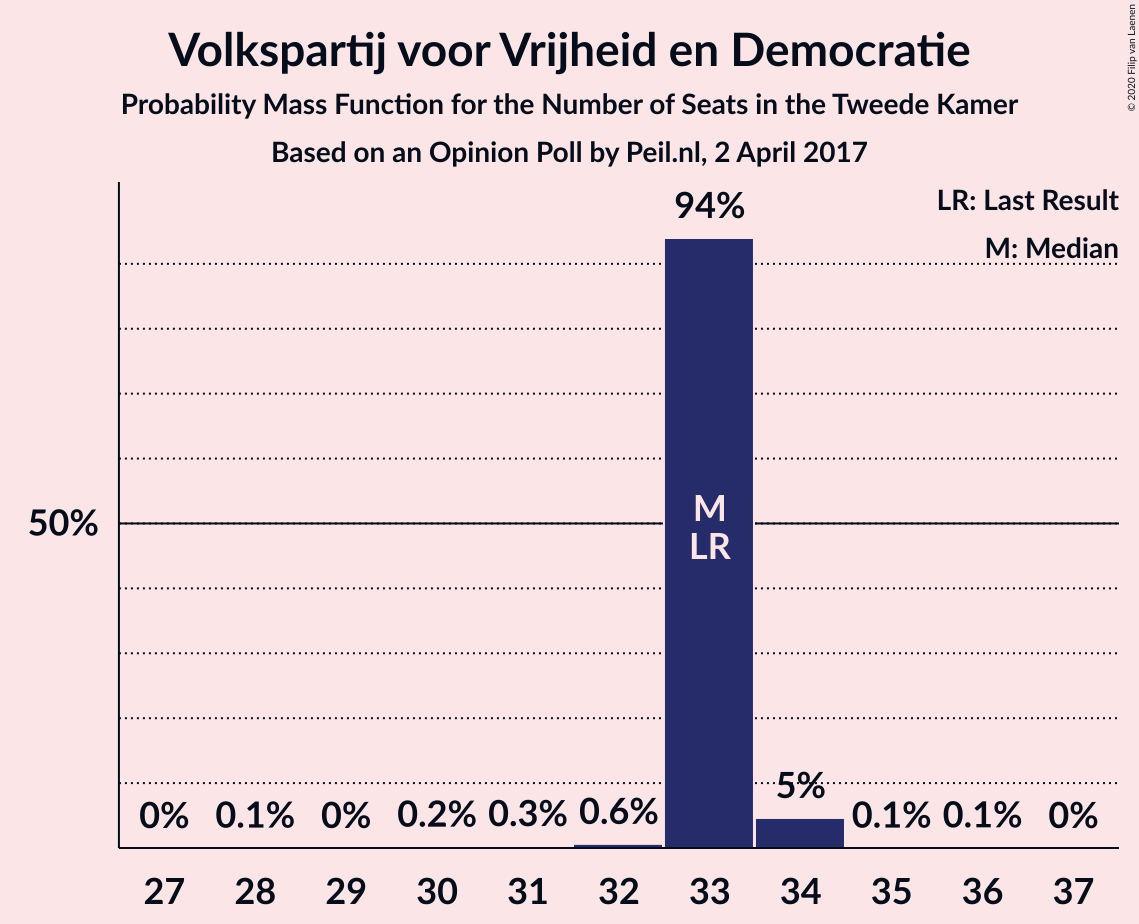 Volkspartij voor Vrijheid en Democratie
Probability Mass Function for the Number of Seats in the Tweede Kamer
Based on an Opinion Poll by Peil.nl, 2 April 2017
© 2020 Filip van Laenen
LR: Last Result
M: Median
94%
50%
M
LR
5%
0% 0.1% 0% 0.2% 0.3% 0.6% 0.1% 0.1% 0%
27 28 29 30 31 32 33 34 35 36 37